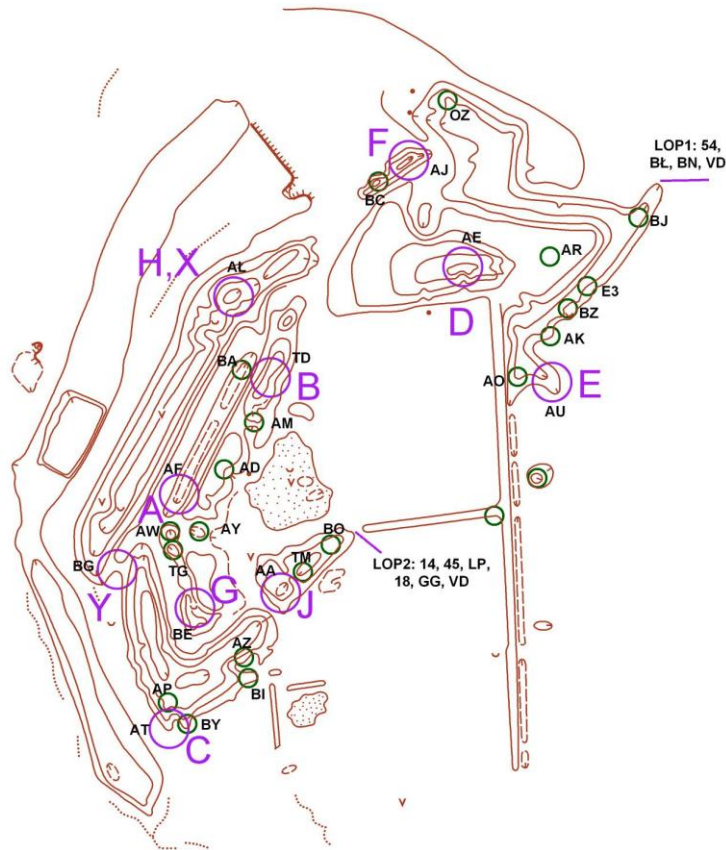 OZ
LOP1: 54,
BŁ, BN, VD
F
AJ
BC
BJ
AE
AR
H,X
AŁ
D
E3
BZ
AK
BA
TD
B
AO
E
AU
AM
AF
AD
A
AW
AY
BO
TG
TM
LOP2: 14, 45, LP,
18, GG, VD
BG
AA
Y
G
J
BE
AZ
BI
AP
AT
BY
C